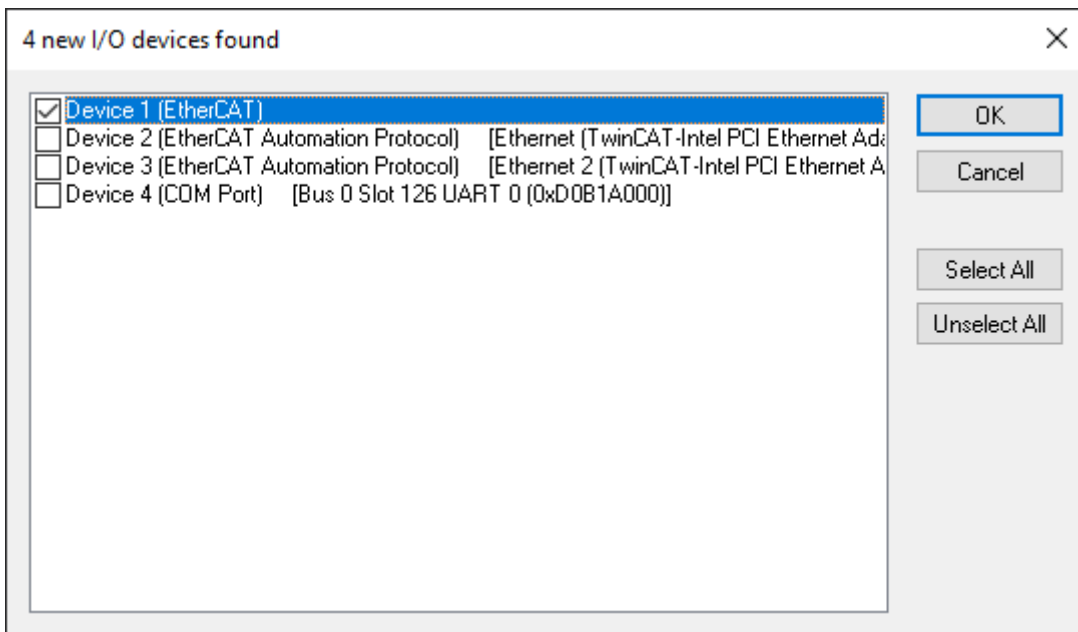 4 new I/O devices found
Device 1 (EtherCAT)
Device 2 (EtherCAT Automation Protocol) [Ethernet (TwinCAT-Intel PCI Ethernet Ada
Device 3 (EtherCAT Automation Protocol) [Ethernet 2 (TwinCAT-Intel PCI Ethernet A
Device 4 (COM Port) [Bus 0 Slot 126 UART 0 (0xD0B1A000)]
OK
Cancel
Select All
Unselect All